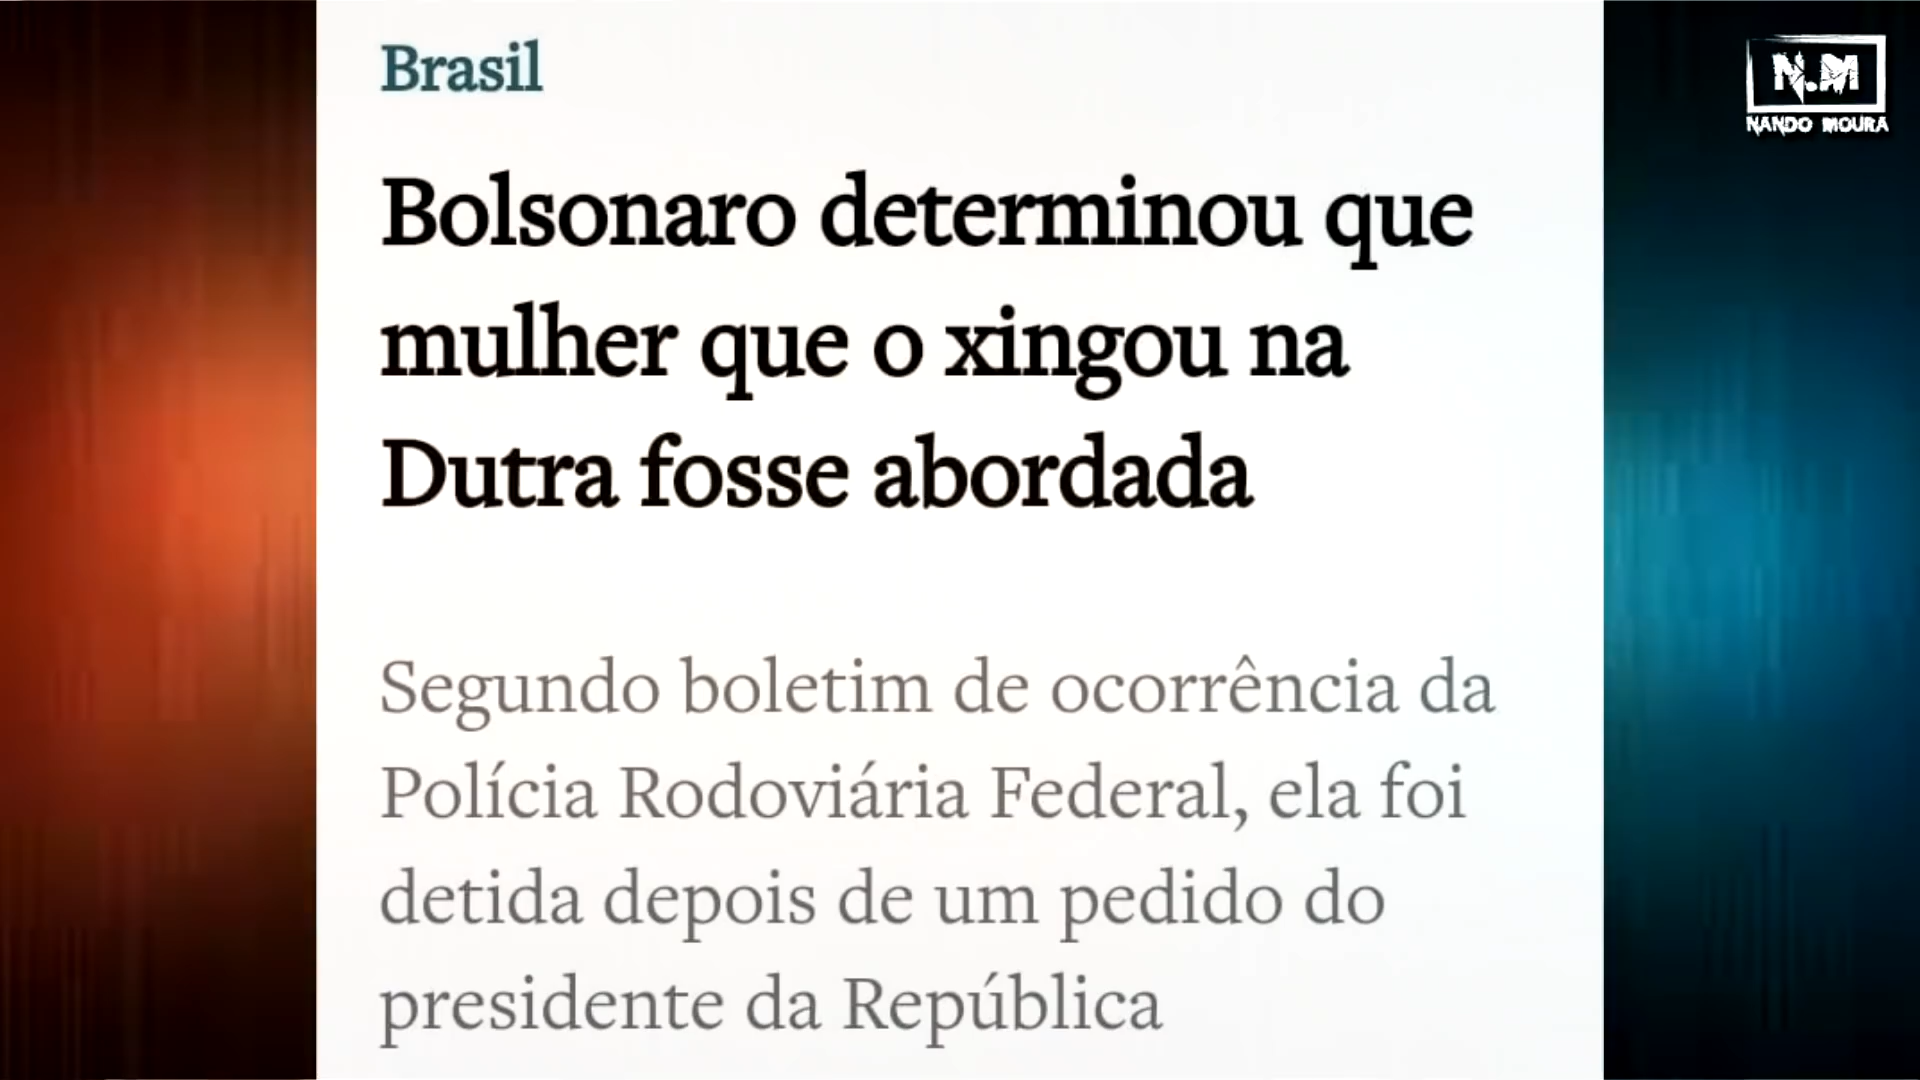 Brasil
N.M
NANDO MOURA
Bolsonaro determinou que
mulher que o xingou na
Dutra fosse abordada
Segundo boletim de ocorrência da
Polícia Rodoviária Federal, ela foi
detida depois de um pedido do
presidente da República